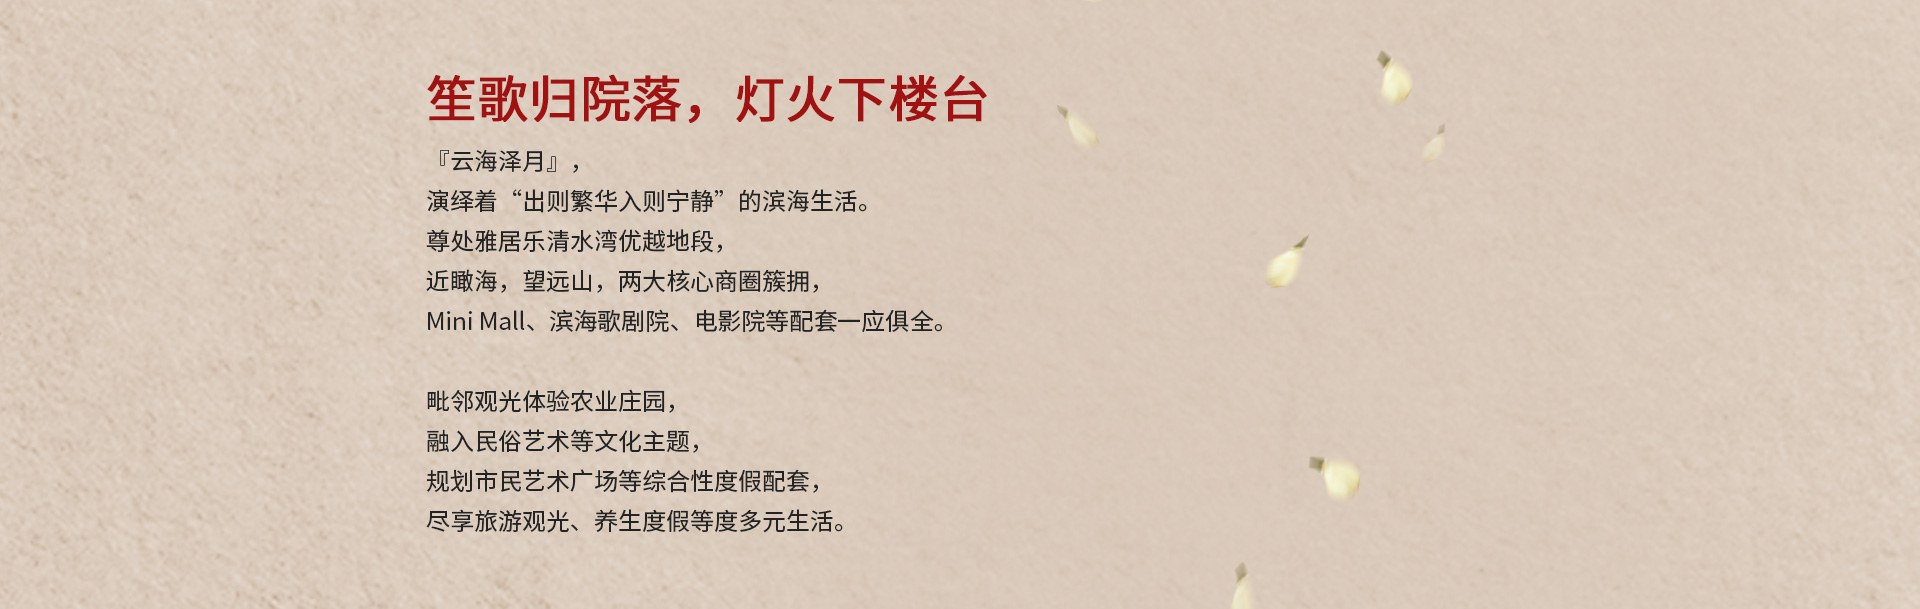 笙歌归院落，灯火下楼台
『云海泽月』，
演绎着“出则繁华入则宁静”的滨海生活。
尊处雅居乐清水湾优越地段，
近瞰海，望远山，两大核心商圈簇拥，
Mini Mall、滨海歌剧院、电影院等配套一应俱全。
毗邻观光体验农业庄园，
融入民俗艺术等文化主题，
规划市民艺术广场等综合性度假配套，
尽享旅游观光、养生度假等度多元生活。